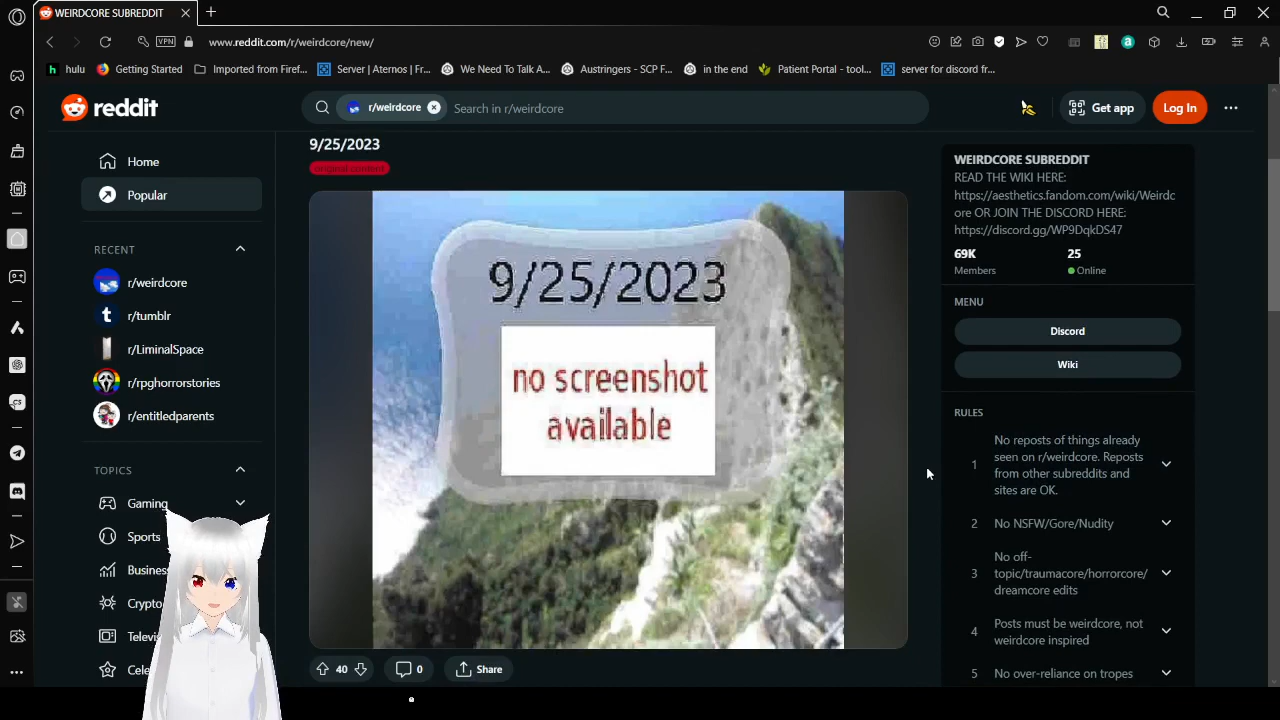 WEIRDCORE SUBREDDIT
VPN
www.reddit.com/r/weirdcore/new/
hulu
Getting Started
Imported from Firef...
Server | Aternos | Fr...
We Need To Talk A...
Austringers - SCP F...
in the end
Patient Portal - tool...
server for discord fr...
reddit
r/weirdcore
Search in r/weirdcore
Get app
Log In
Home
Popular
RECENT
r/weirdcore
r/tumblr
r/LiminalSpace
r/rpghorrorstories
r/entitledparents
TOPICS
Gaming
Sports
Busines
Crypto
Televi
Cele
9/25/2023
original content
9/25/2023
no screenshot
available
40
0
Share
WEIRDCORE SUBREDDIT
READ THE WIKI HERE:
https://aesthetics.fandom.com/wiki/Weirdc
ore OR JOIN THE DISCORD HERE:
https://discord.gg/WP9DqkDS47
69K
25
Members
Online
MENU
Discord
Wiki
RULES
1
No reposts of things already
seen on r/weirdcore. Reposts
from other subreddits and
sites are OK.
2
No NSFW/Gore/Nudity
3
No off-
topic/traumacore/horrorcore/
dreamcore edits
4
Posts must be weirdcore, not
weirdcore inspired
5
No over-reliance on tropes